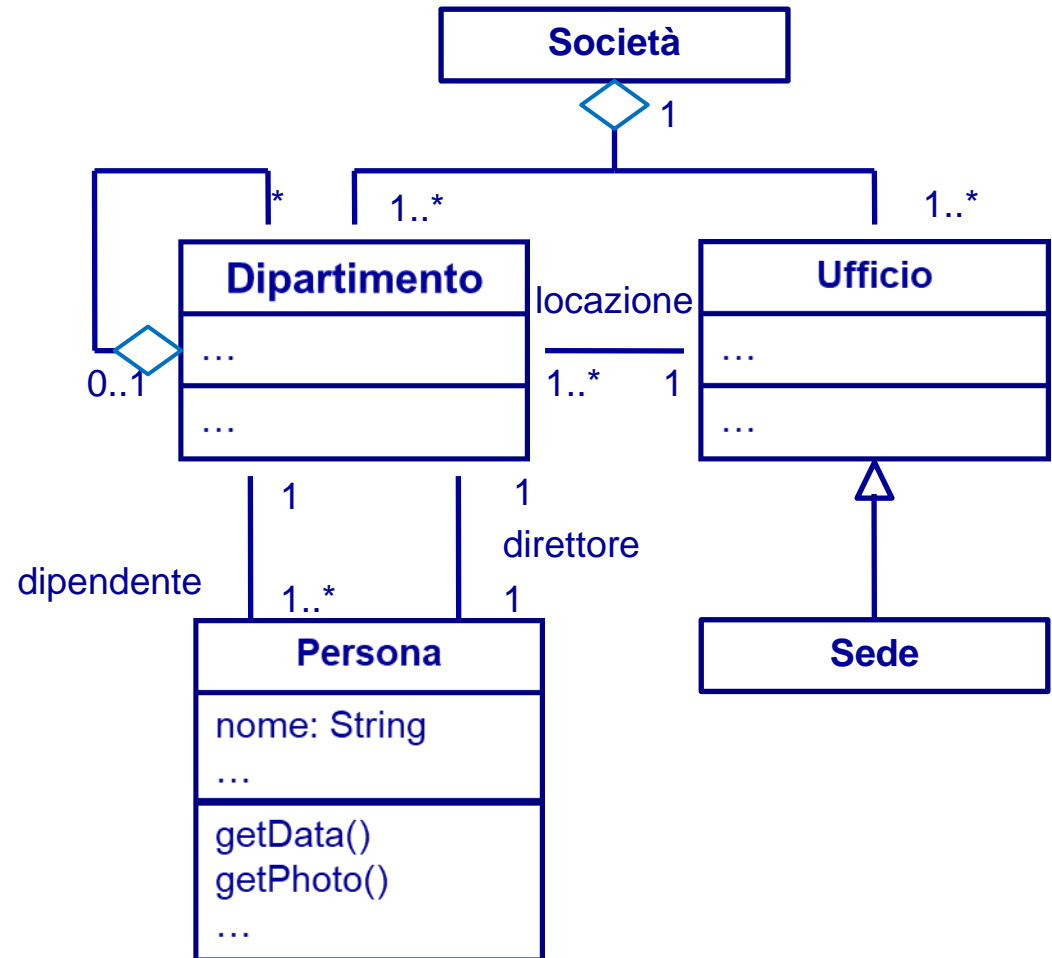 Società
1
*
1..*
1..*
Dipartimento
locazione
Ufficio
…
…
0..1
1..*
1
…
…
1
1
direttore
dipendente
1..*
1
Persona
Sede
nome: String
…
getData()
getPhoto()
…